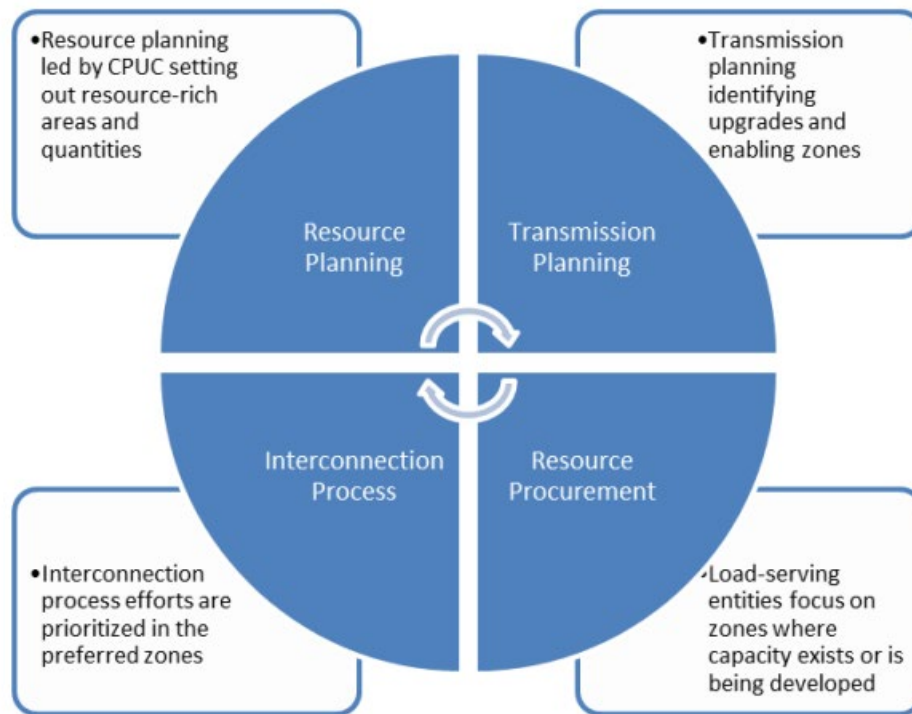 •Resource planning
led by CPUC setting
out resource-rich
areas and
quantities
•Transmission
planning
identifying
upgrades and
enabling zones
Resource
Planning
Transmission
Planning
Interconnection
Process
Resource
Procurement
•Interconnection
process efforts are
prioritized in the
preferred zones
•Load-serving
entities focus on
zones where
capacity exists or is
being developed